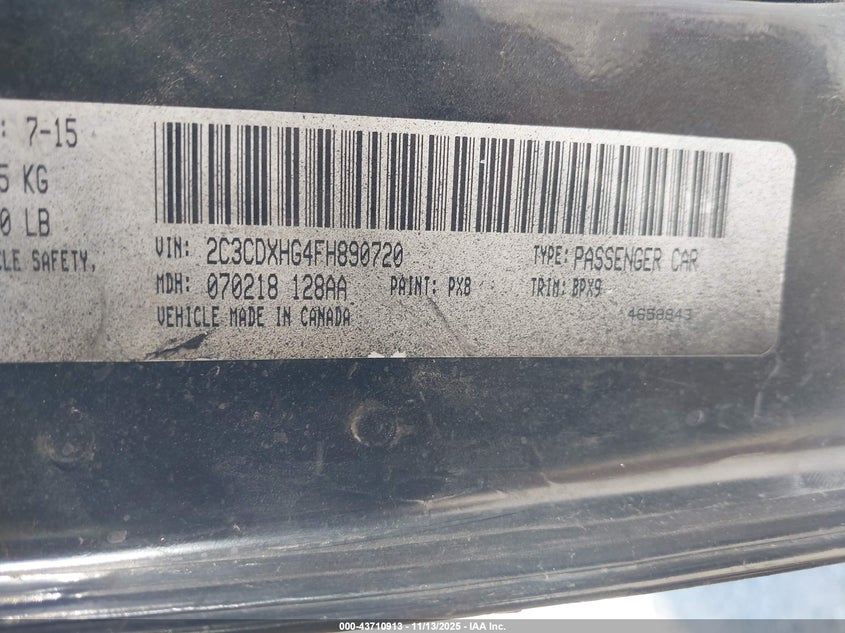 : 7-15
5 KG
0 LB
CLE SAFETY,
VIN: 2C3CDXHG4FH890720 TYPE: PASSENGER CAR
MDH: 070218 128AA PAINT: PX8 TRIM: BPX9
VEHICLE MADE IN CANADA 4658843
000-43710913 - 11/13/2025 - IAA Inc.